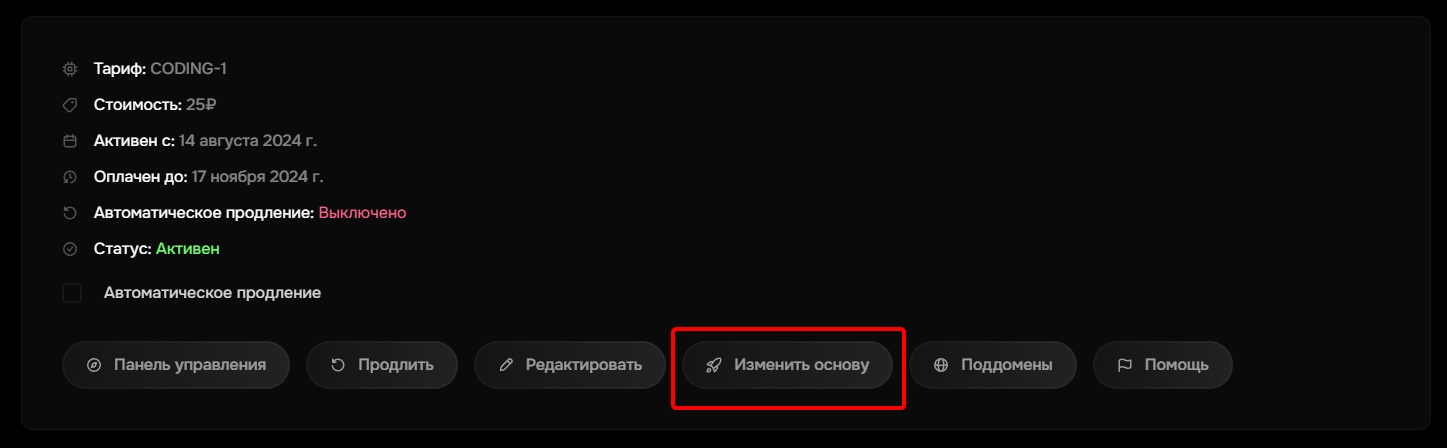 Тариф: CODING-1
Стоимость: 25₽
Активен с: 14 августа 2024 г.
Оплачен до: 17 ноября 2024 г.
Автоматическое продление: Выключено
Статус: Активен
Автоматическое продление
Панель управления Продлить Редактировать Изменить основу Поддомены Помощь